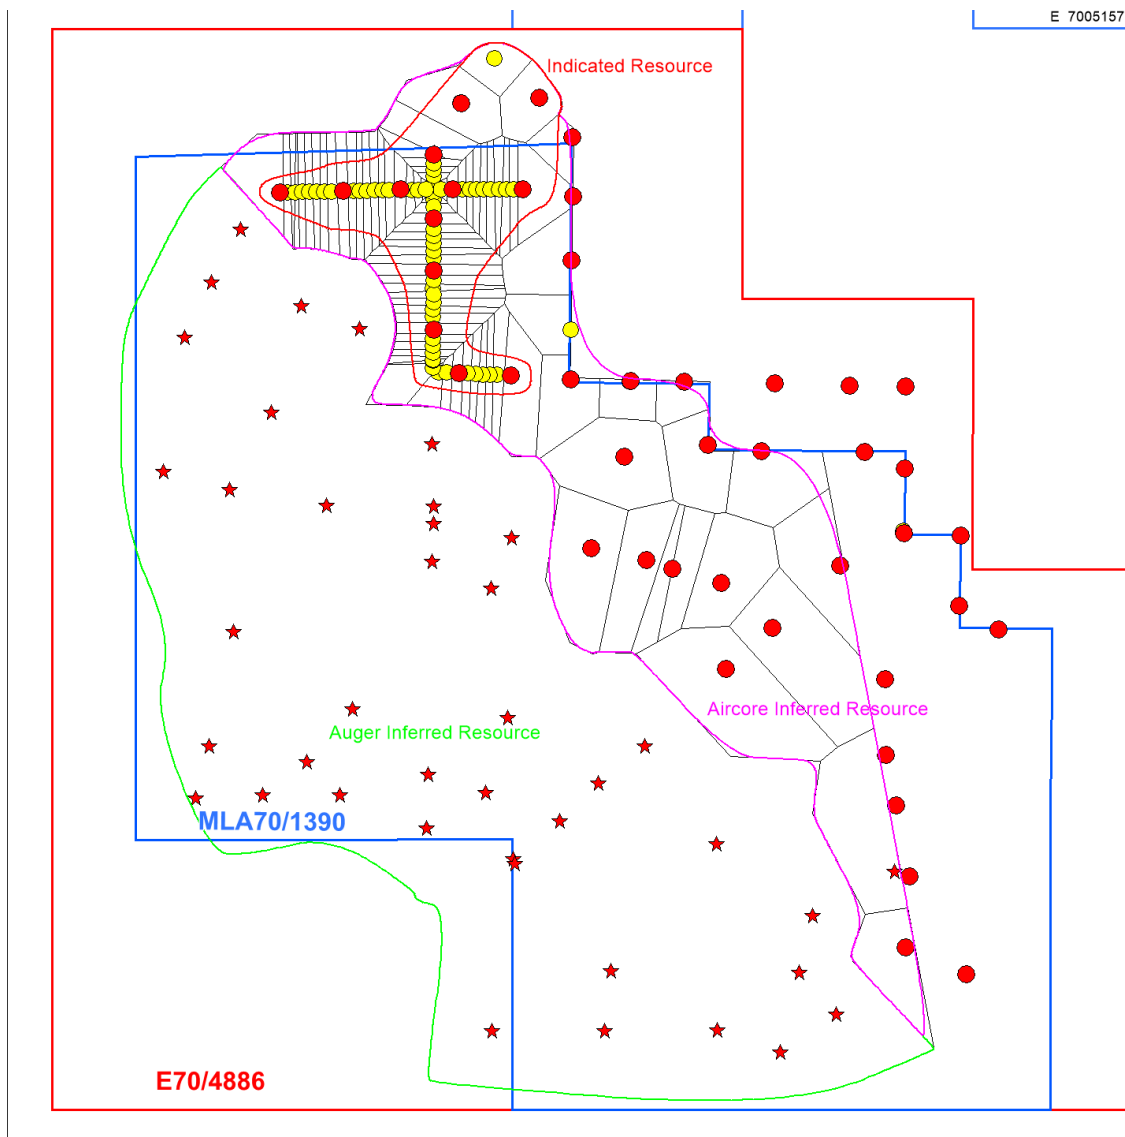 E 7005157
Indicated Resource
Aircore Inferred Resource
Auger Inferred Resource
MLA70/1390
E70/4886